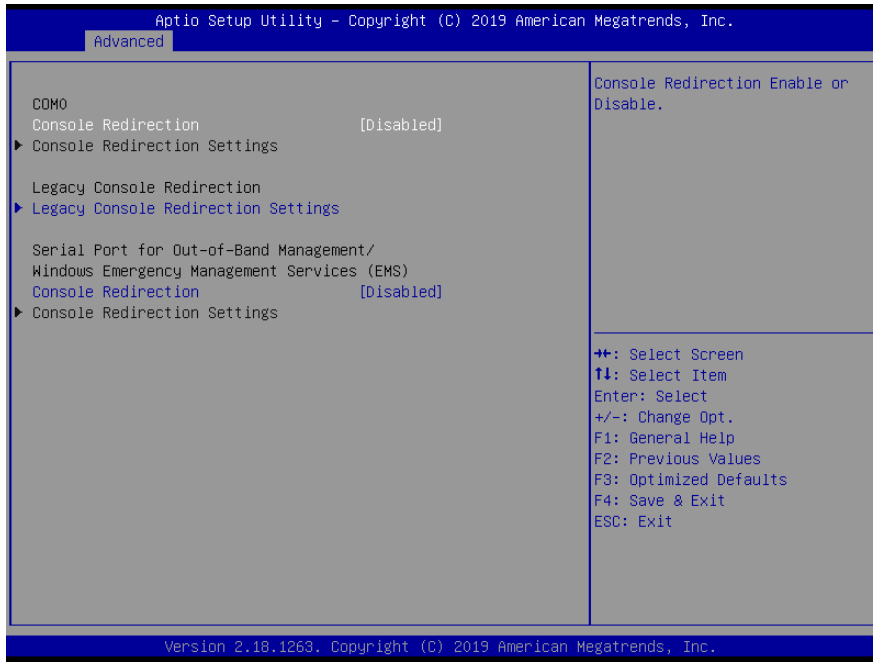 Aptio Setup Utility – Copyright (C) 2019 American Megatrends, Inc.
Advanced
COM0
Console Redirection [Disabled]
Console Redirection Settings
Legacy Console Redirection
Legacy Console Redirection Settings
Serial Port for Out-of-Band Management/
Windows Emergency Management Services (EMS)
Console Redirection [Disabled]
Console Redirection Settings
Console Redirection Enable or
Disable.
→←: Select Screen
↑↓: Select Item
Enter: Select
+/-: Change Opt.
F1: General Help
F2: Previous Values
F3: Optimized Defaults
F4: Save & Exit
ESC: Exit
Version 2.18.1263. Copyright (C) 2019 American Megatrends, Inc.